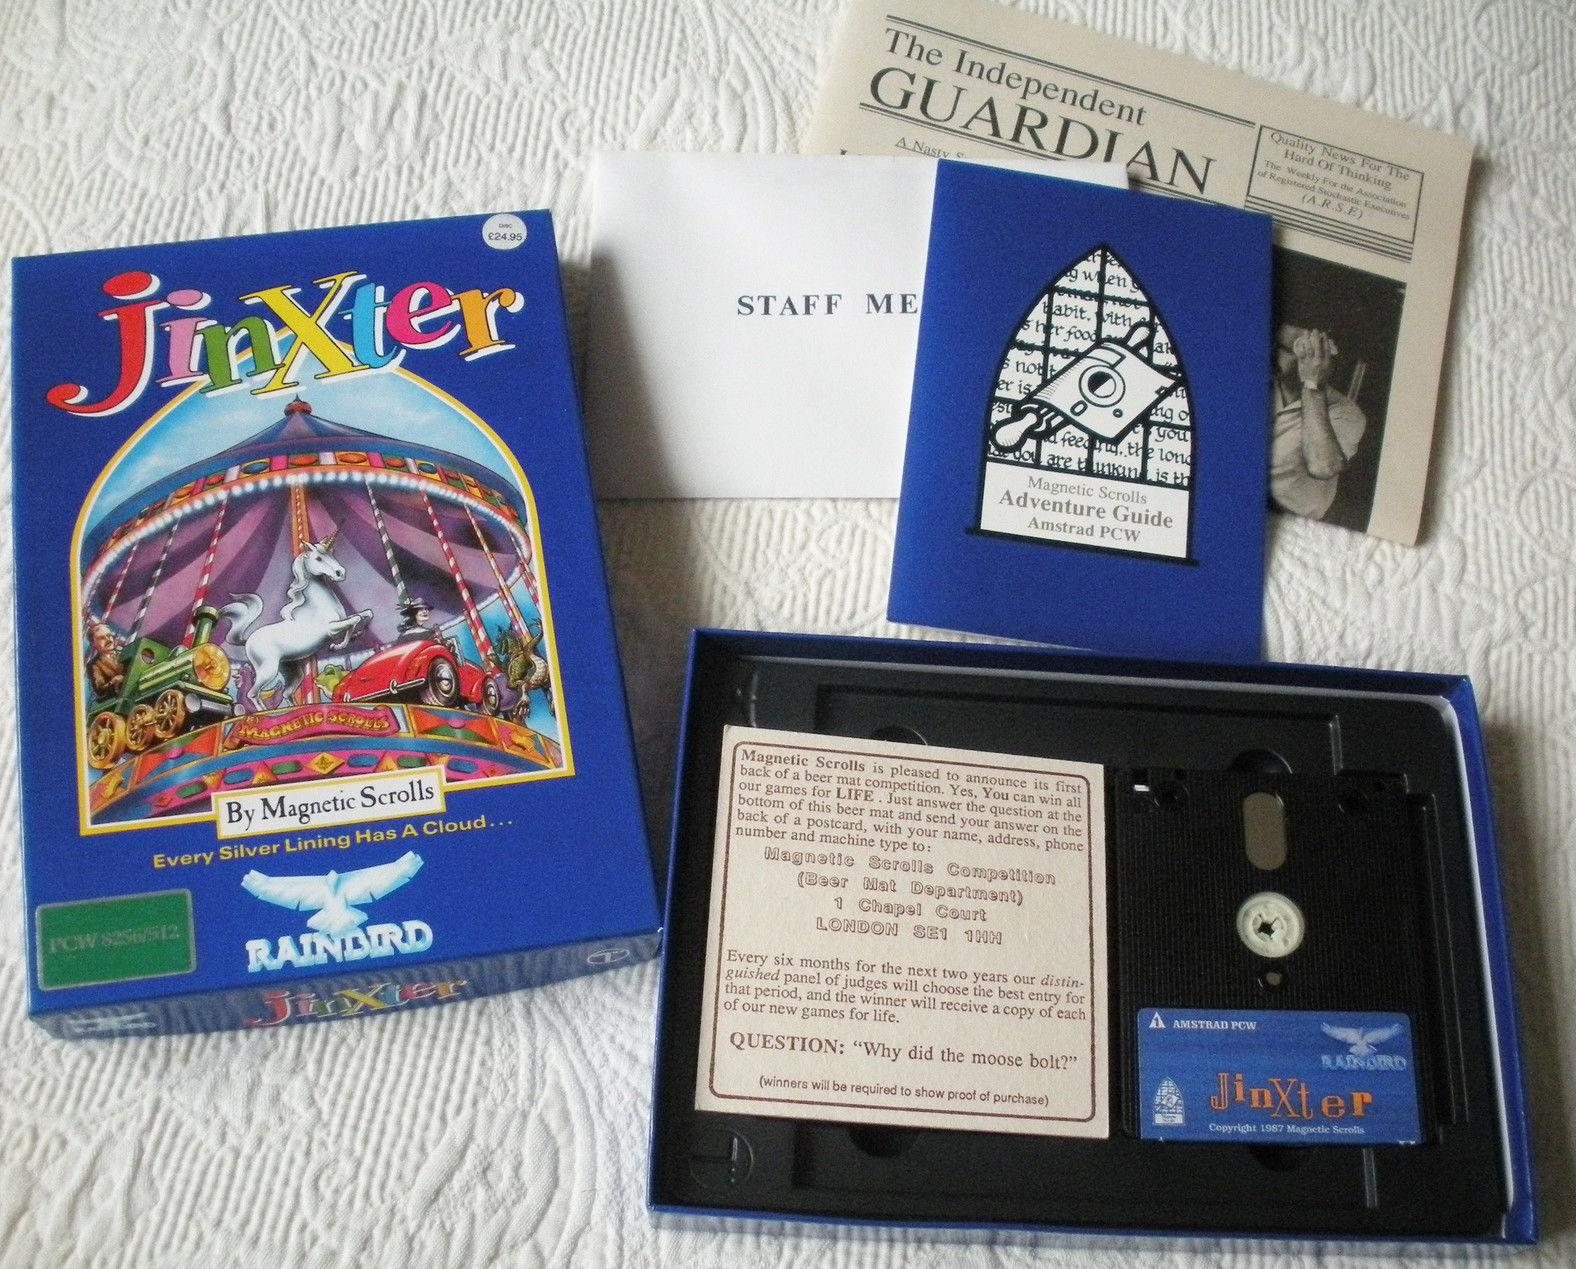 DISC
£24.95
Jinxter
MAGNETIC SCROLLS
By Magnetic Scrolls
Every Silver Lining Has A Cloud...
PCW 8256/512
RAINBIRD
Jinxter
STAFF ME
The Independent
GUARDIAN
A Nasty
Quality News For The
Hard Of Thinking
The Weekly For the Association
of Registered Stochastic Executives
(A.R.S.E)
Magnetic Scrolls
Adventure Guide
Amstrad PCW
Magnetic Scrolls is pleased to announce its first
back of a beer mat competition. Yes, You can win all
our games for LIFE . Just answer the question at the
bottom of this beer mat and send your answer on the
back of a postcard, with your name, address, phone
number and machine type to:
Magnetic Scrolls Competition
(Beer Mat Department)
1 Chapel Court
LONDON SE1 1HH
Every six months for the next two years our distin-
guished panel of judges will choose the best entry for
that period, and the winner will receive a copy of each
of our new games for life.
QUESTION: "Why did the moose bolt?"
(winners will be required to show proof of purchase)
AMSTRAD PCW
RAINBIRD
Jinxter
Copyright 1987 Magnetic Scrolls